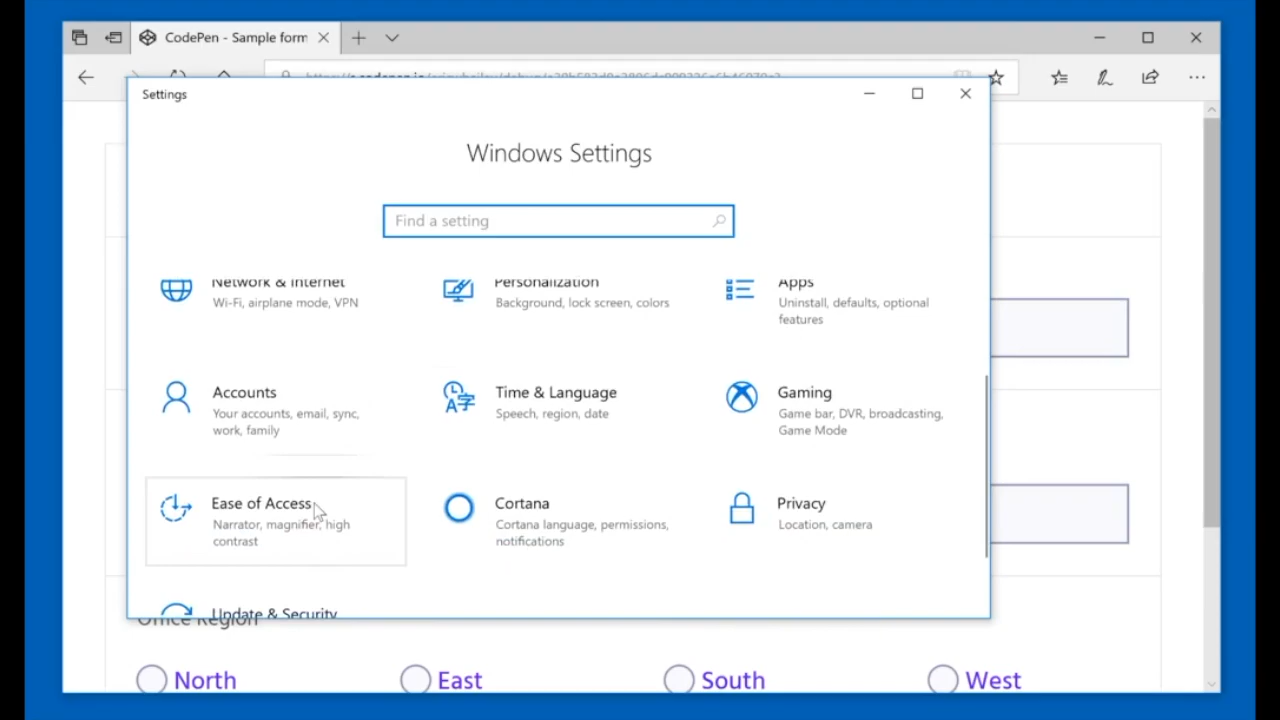 CodePen - Sample form
Settings
Windows Settings
Find a setting
Network & Internet
Wi-Fi, airplane mode, VPN
Personalization
Background, lock screen, colors
Apps
Uninstall, defaults, optional
features
Accounts
Your accounts, email, sync,
work, family
Time & Language
Speech, region, date
Gaming
Game bar, DVR, broadcasting,
Game Mode
Ease of Access
Narrator, magnifier, high
contrast
Cortana
Cortana language, permissions,
notifications
Privacy
Location, camera
Update & Security
Office Region
North
East
South
West